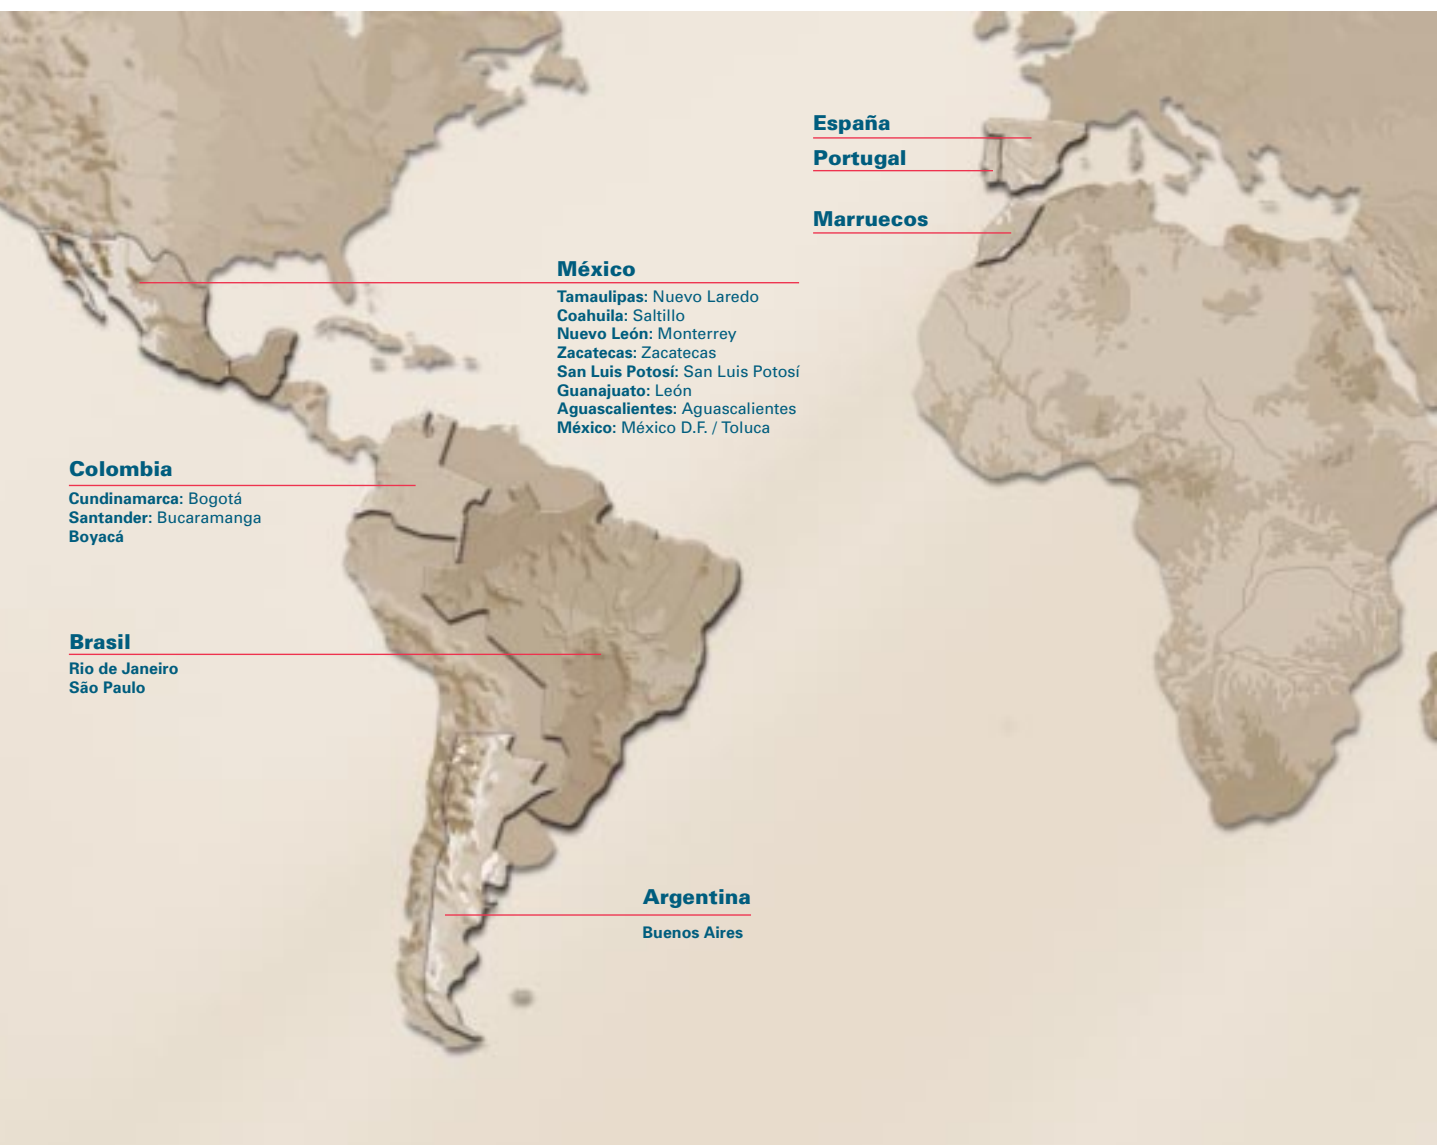 España
Portugal
Marruecos
México
Tamaulipas: Nuevo Laredo
Coahuila: Saltillo
Nuevo León: Monterrey
Zacatecas: Zacatecas
San Luis Potosí: San Luis Potosí
Guanajuato: León
Aguascalientes: Aguascalientes
México: México D.F. / Toluca
Colombia
Cundinamarca: Bogotá
Santander: Bucaramanga
Boyacá
Brasil
Rio de Janeiro
São Paulo
Argentina
Buenos Aires